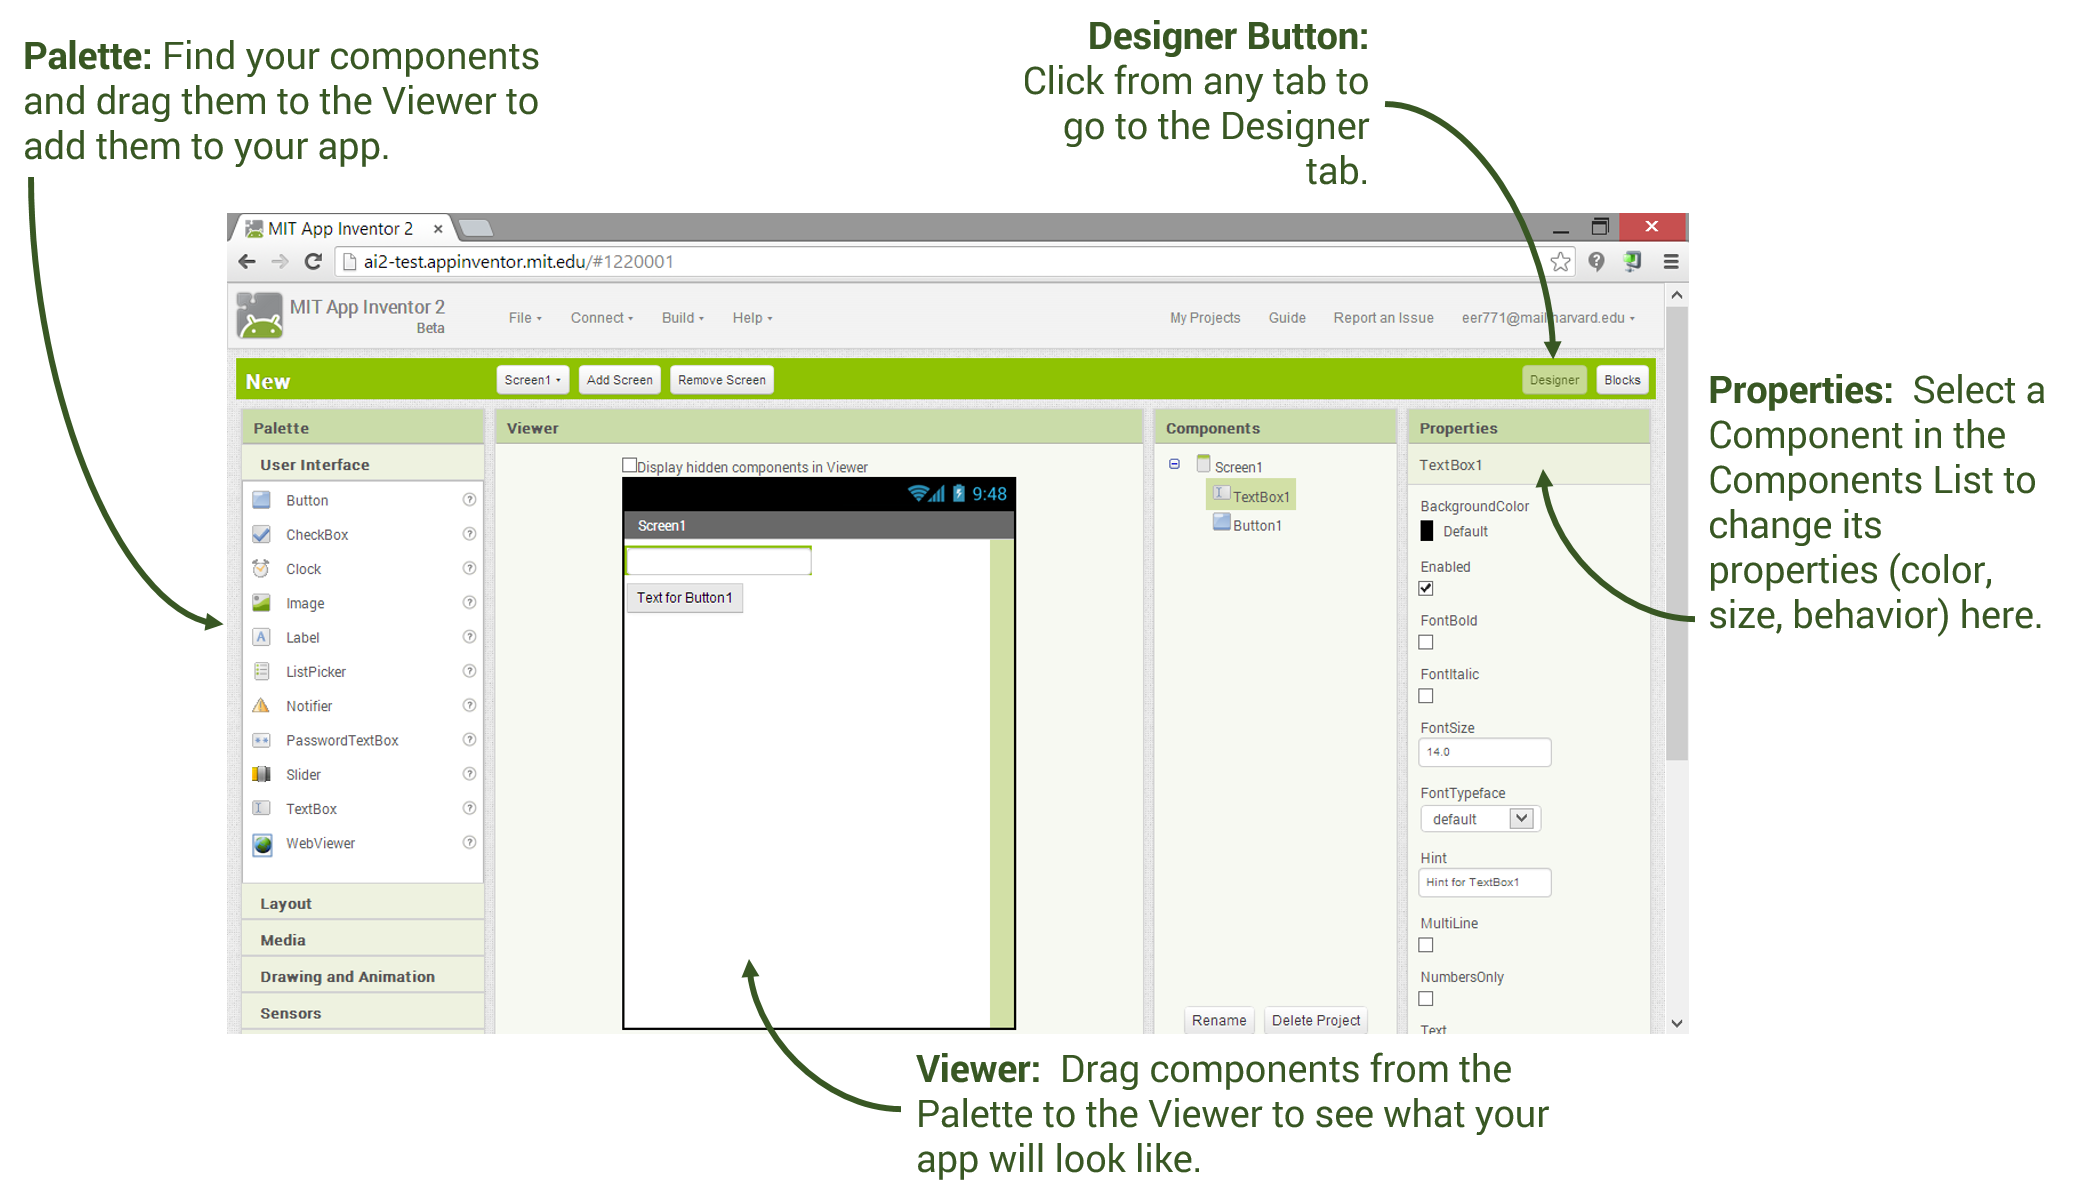 Palette: Find your components
and drag them to the Viewer to
add them to your app.
Designer Button:
Click from any tab to
go to the Designer
tab.
MIT App Inventor 2
ai2-test.appinventor.mit.edu/#1220001
MIT App Inventor 2
Beta
File
Connect
Build
Help
My Projects
Guide
Report an Issue
New
Screen1
Add Screen
Remove Screen
Designer
Blocks
Palette
User Interface
Button
CheckBox
Clock
Image
Label
ListPicker
Notifier
PasswordTextBox
Slider
TextBox
WebViewer
Layout
Media
Drawing and Animation
Sensors
Viewer
Display hidden components in Viewer
9:48
Screen1
Text for Button1
Components
Screen1
TextBox1
Button1
Rename
Delete Project
Properties
TextBox1
BackgroundColor
Default
Enabled
FontBold
FontItalic
FontSize
14.0
FontTypeface
default
Hint
Hint for TextBox1
MultiLine
NumbersOnly
Text
Properties: Select a
Component in the
Components List to
change its
properties (color,
size, behavior) here.
Viewer: Drag components from the
Palette to the Viewer to see what your
app will look like.